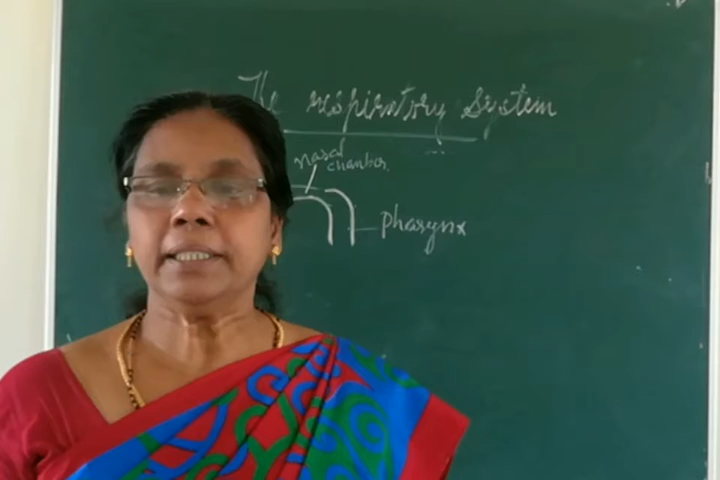 The respiratory System
nasal
chamber.
Pharynx